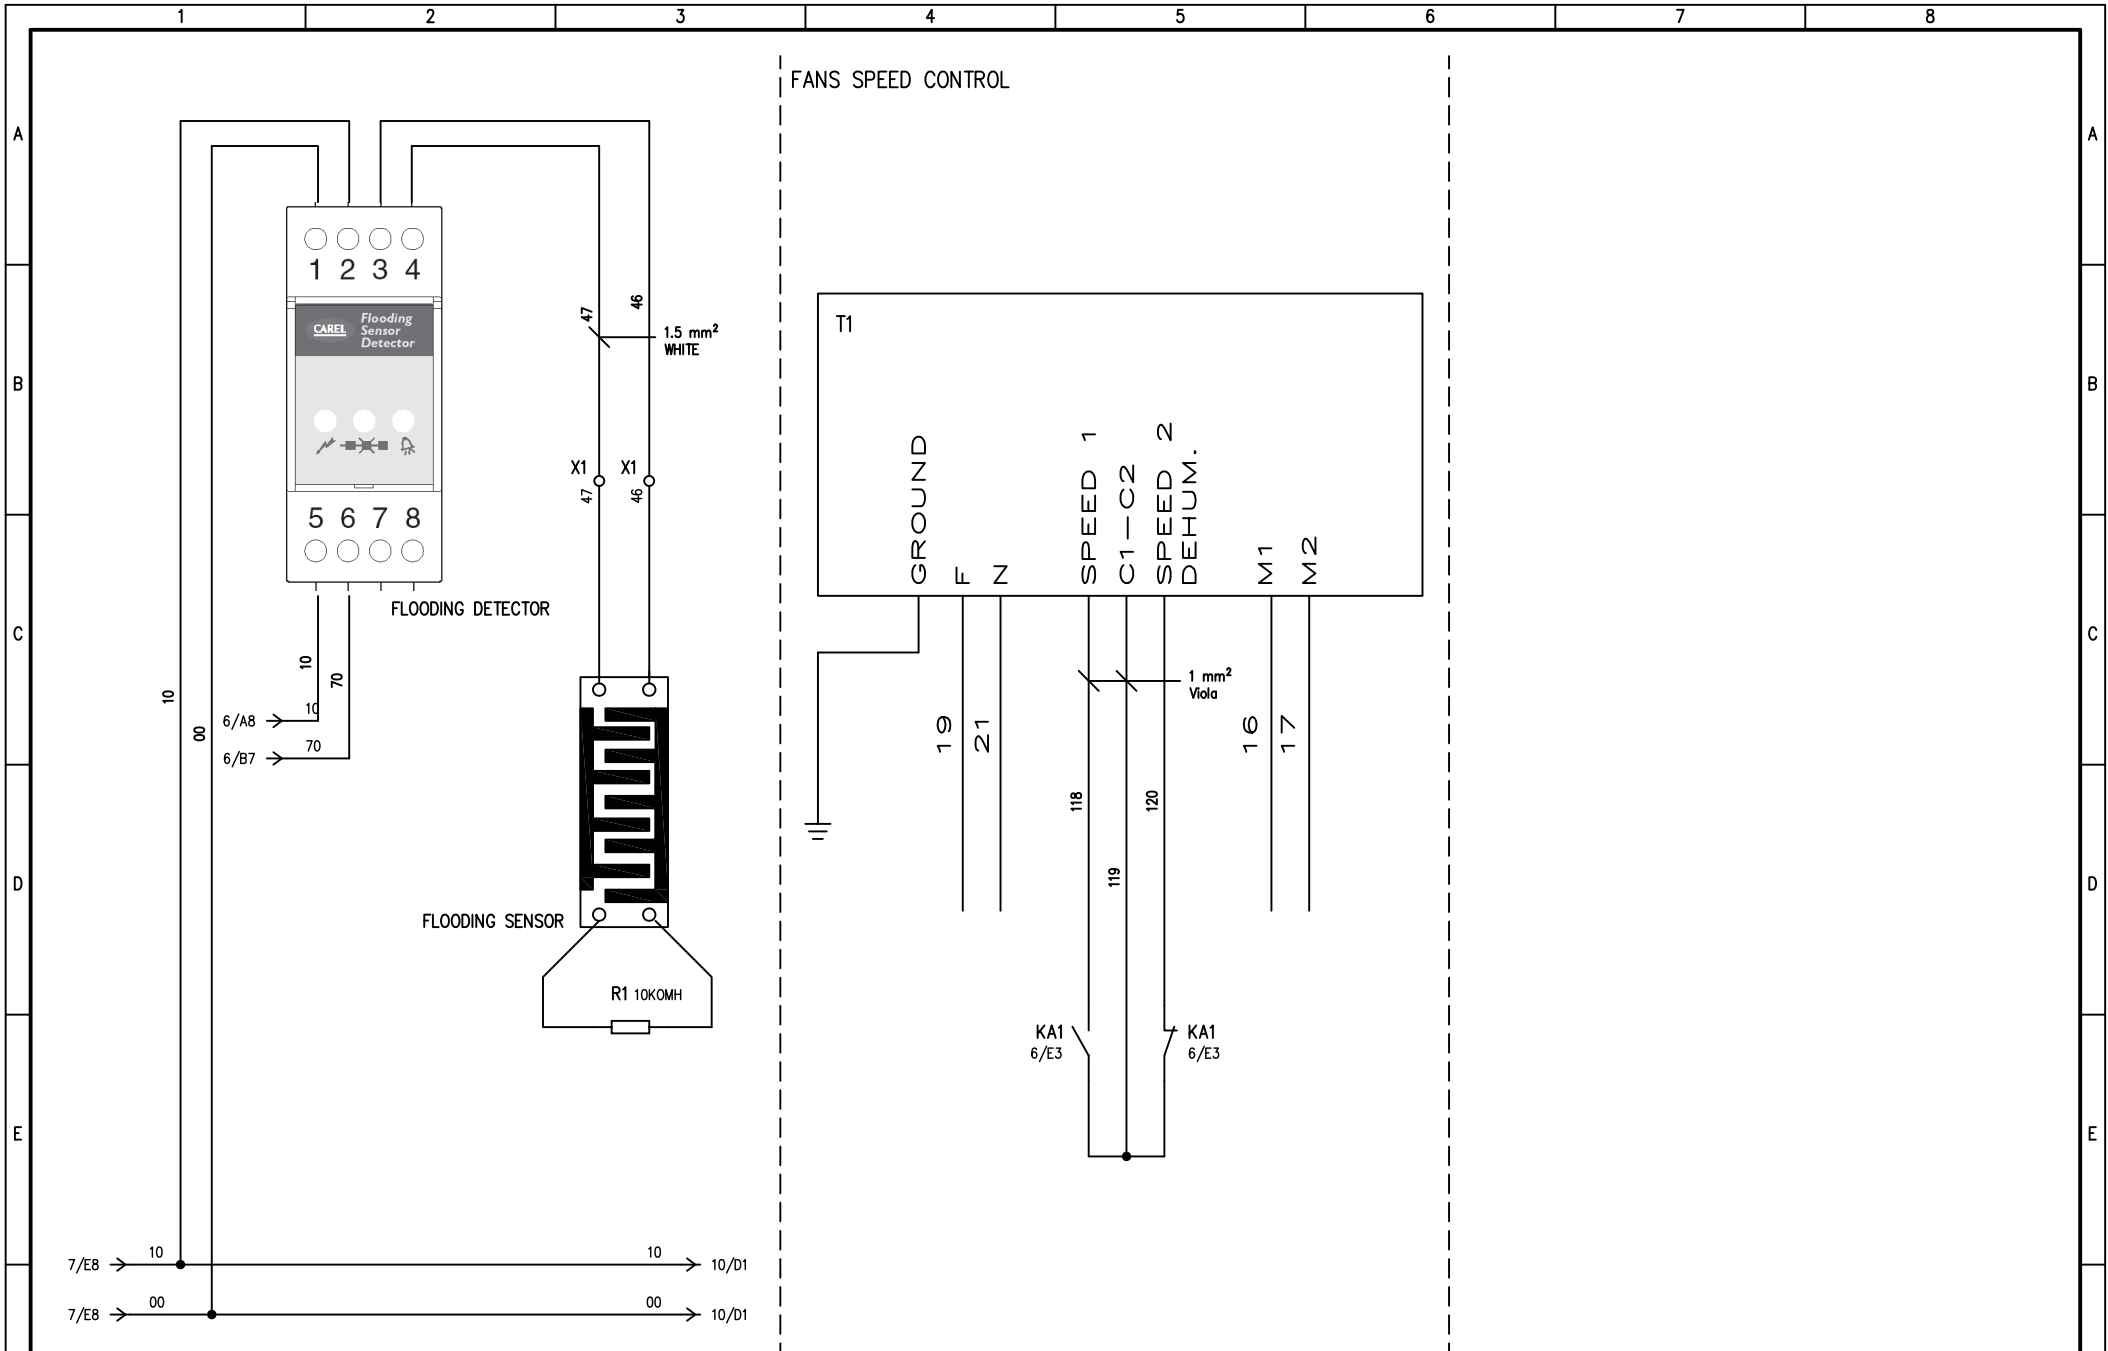 1 2 3 4 5 6 7 8
FANS SPEED CONTROL
A A
1 2 3 4
CAREL
Flooding
Sensor
Detector
47 46
1.5 mm²
WHITE
T1
B B
X1 X1
47 46
5 6 7 8
FLOODING DETECTOR
GROUND
F
N
SPEED 1
C1-C2
SPEED 2
DEHUM.
M1
M2
C C
10
70
10
00
6/A8 10
6/B7 70
1 mm²
Viola
19
21
16
17
118
120
119
D D
FLOODING SENSOR
R1 10KOMH
KA1
6/E3
KA1
6/E3
E E
7/E8 10 10 10/D1
7/E8 00 00 10/D1